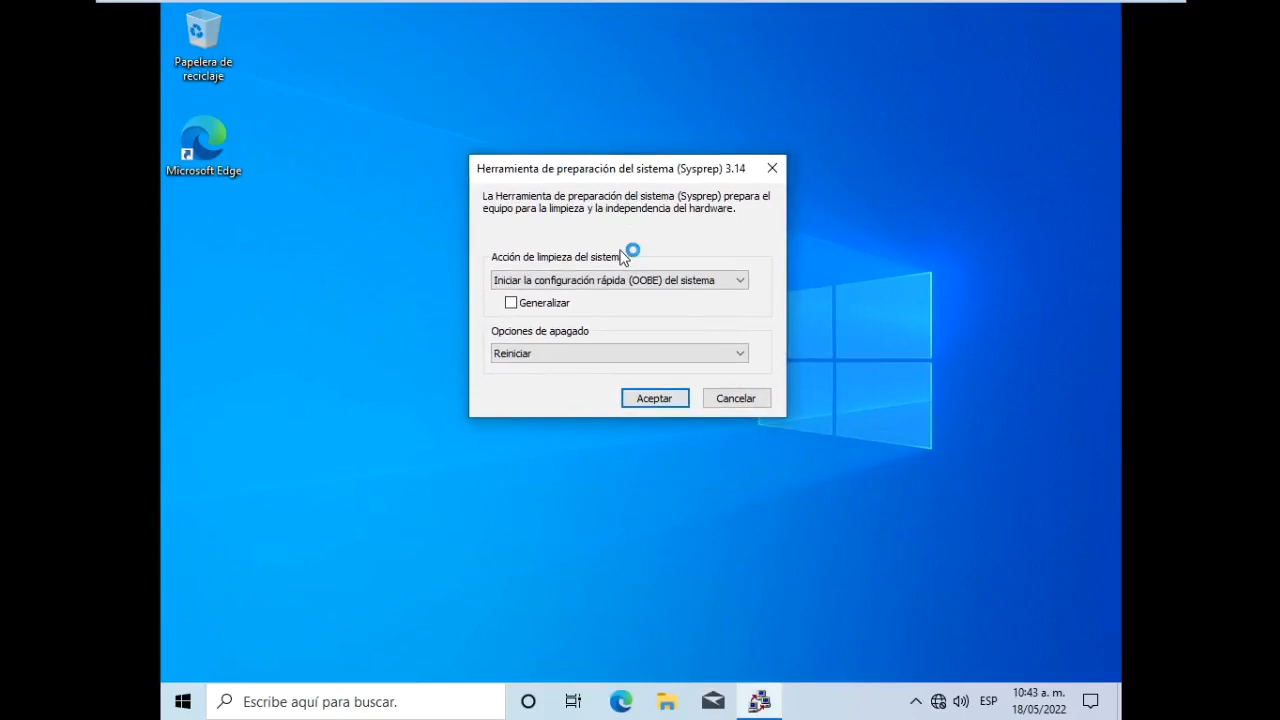 Papelera de
reciclaje
Microsoft Edge
Herramienta de preparación del sistema (Sysprep) 3.14
La Herramienta de preparación del sistema (Sysprep) prepara el
equipo para la limpieza y la independencia del hardware.
Acción de limpieza del sistem
Iniciar la configuración rápida (OOBE) del sistema
Generalizar
Opciones de apagado
Reiniciar
Aceptar
Cancelar
Escribe aquí para buscar.
ESP
10:43 a. m.
18/05/2022